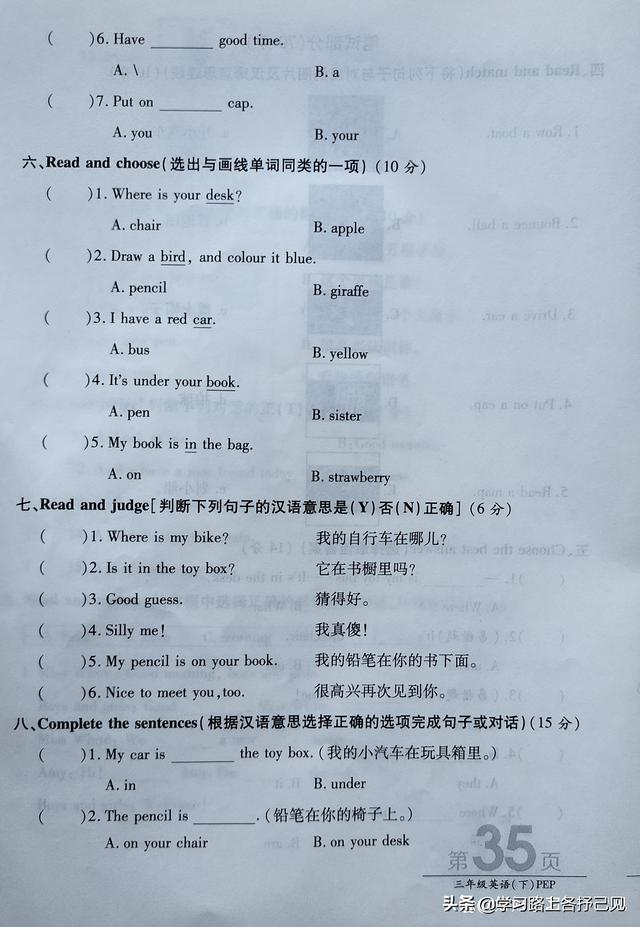 (    )6. Have ________ good time.
A. \    B. a
(    )7. Put on ________ cap.
A. you    B. your
六、Read and choose(选出与画线单词同类的一项)(10 分)
(    )1. Where is your desk?
A. chair    B. apple
(    )2. Draw a bird, and colour it blue.
A. pencil    B. giraffe
(    )3. I have a red car.
A. bus    B. yellow
(    )4. It's under your book.
A. pen    B. sister
(    )5. My book is in the bag.
A. on    B. strawberry
七、Read and judge[判断下列句子的汉语意思是(Y)否(N)正确](6 分)
(    )1. Where is my bike?    我的自行车在哪儿?
(    )2. Is it in the toy box?    它在书橱里吗?
(    )3. Good guess.    猜得好。
(    )4. Silly me!    我真傻!
(    )5. My pencil is on your book.    我的铅笔在你的书下面。
(    )6. Nice to meet you,too.    很高兴再次见到你。
八、Complete the sentences(根据汉语意思选择正确的选项完成句子或对话)(15 分)
(    )1. My car is ________ the toy box.(我的小汽车在玩具箱里。)
A. in    B. under
(    )2. The pencil is ________.(铅笔在你的椅子上。)
A. on your chair    B. on your desk
第35页
三年级英语(下)PEP
头条 @学习路上各抒己见